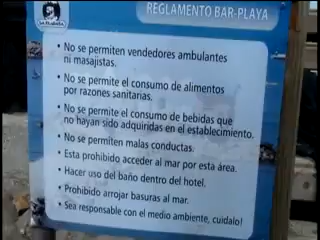 REGLAMENTO BAR-PLAYA
• No se permiten vendedores ambulantes
ni masajistas.
• No se permite el consumo de alimentos
por razones sanitarias.
• No se permite el consumo de bebidas que
no hayan sido adquiridas en el establecimiento.
• No se permiten malas conductas.
• Esta prohibido acceder al mar por esta área.
• Hacer uso del baño dentro del hotel.
• Prohibido arrojar basuras al mar.
• Sea responsable con el medio ambiente, cuidalo!